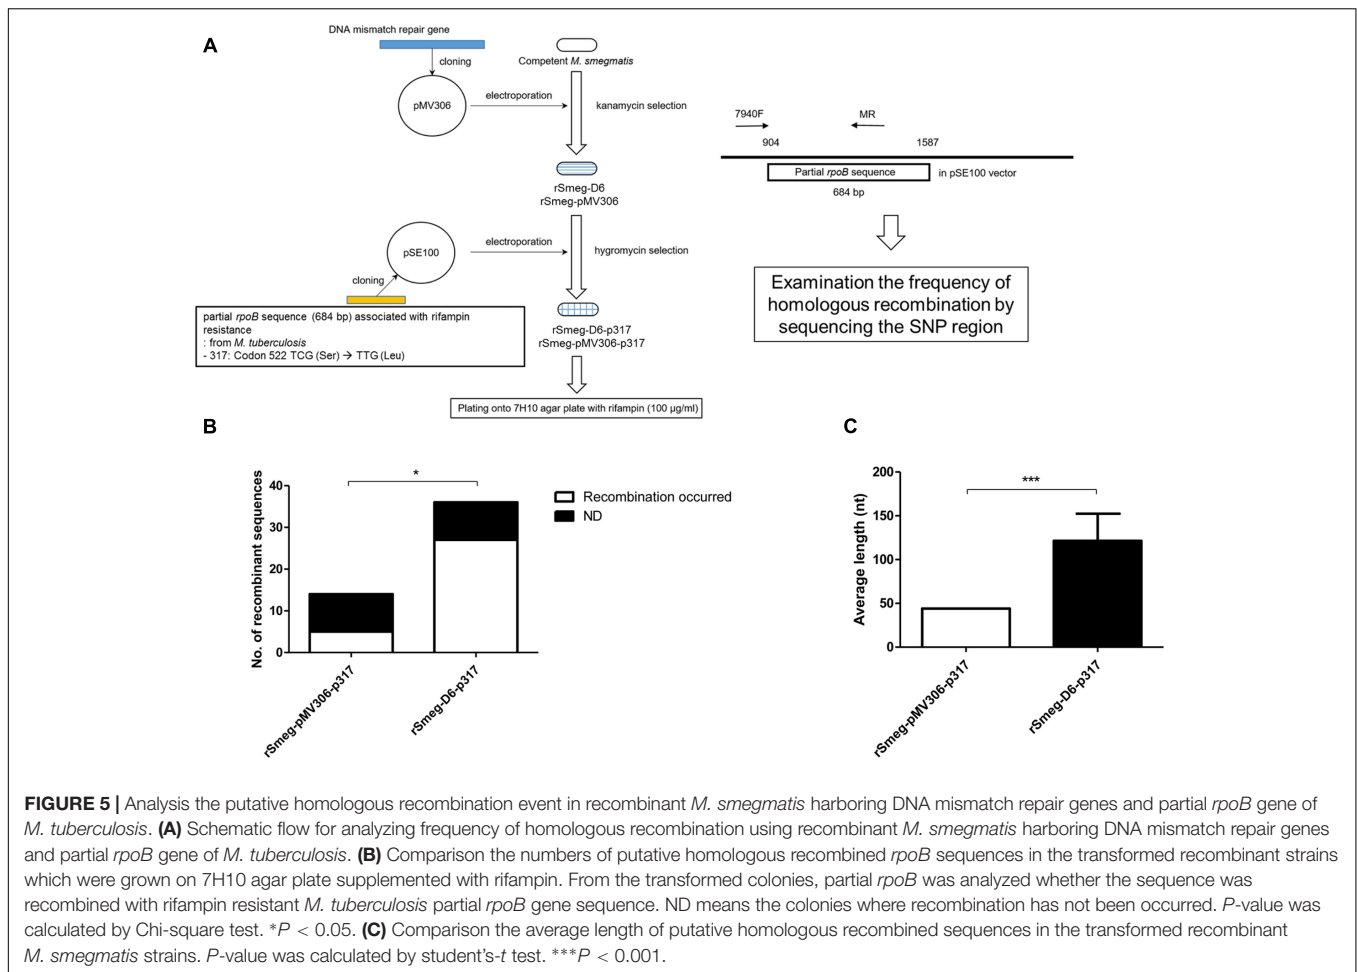 A
DNA mismatch repair gene
cloning
pMV306
electroporation
Competent M. smegmatis
kanamycin selection
rSmeg-D6
rSmeg-pMV306
pSE100
electroporation
hygromycin selection
cloning
partial rpoB sequence (684 bp) associated with rifampin
resistance
: from M. tuberculosis
- 317: Codon 522 TCG (Ser) → TTG (Leu)
rSmeg-D6-p317
rSmeg-pMV306-p317
Plating onto 7H10 agar plate with rifampin (100 µg/ml)
7940F
MR
904
1587
Partial rpoB sequence
in pSE100 vector
684 bp
Examination the frequency of
homologous recombination by
sequencing the SNP region
B
No. of recombinant sequences
40
30
20
10
0
*
Recombination occurred
ND
rSmeg-pMV306-p317
rSmeg-D6-p317
C
Average length (nt)
200
150
100
50
0
***
rSmeg-pMV306-p317
rSmeg-D6-p317
FIGURE 5 | Analysis the putative homologous recombination event in recombinant M. smegmatis harboring DNA mismatch repair genes and partial rpoB gene of
M. tuberculosis. (A) Schematic flow for analyzing frequency of homologous recombination using recombinant M. smegmatis harboring DNA mismatch repair genes
and partial rpoB gene of M. tuberculosis. (B) Comparison the numbers of putative homologous recombined rpoB sequences in the transformed recombinant strains
which were grown on 7H10 agar plate supplemented with rifampin. From the transformed colonies, partial rpoB was analyzed whether the sequence was
recombined with rifampin resistant M. tuberculosis partial rpoB gene sequence. ND means the colonies where recombination has not been occurred. P-value was
calculated by Chi-square test. *P < 0.05. (C) Comparison the average length of putative homologous recombined sequences in the transformed recombinant
M. smegmatis strains. P-value was calculated by student's-t test. ***P < 0.001.